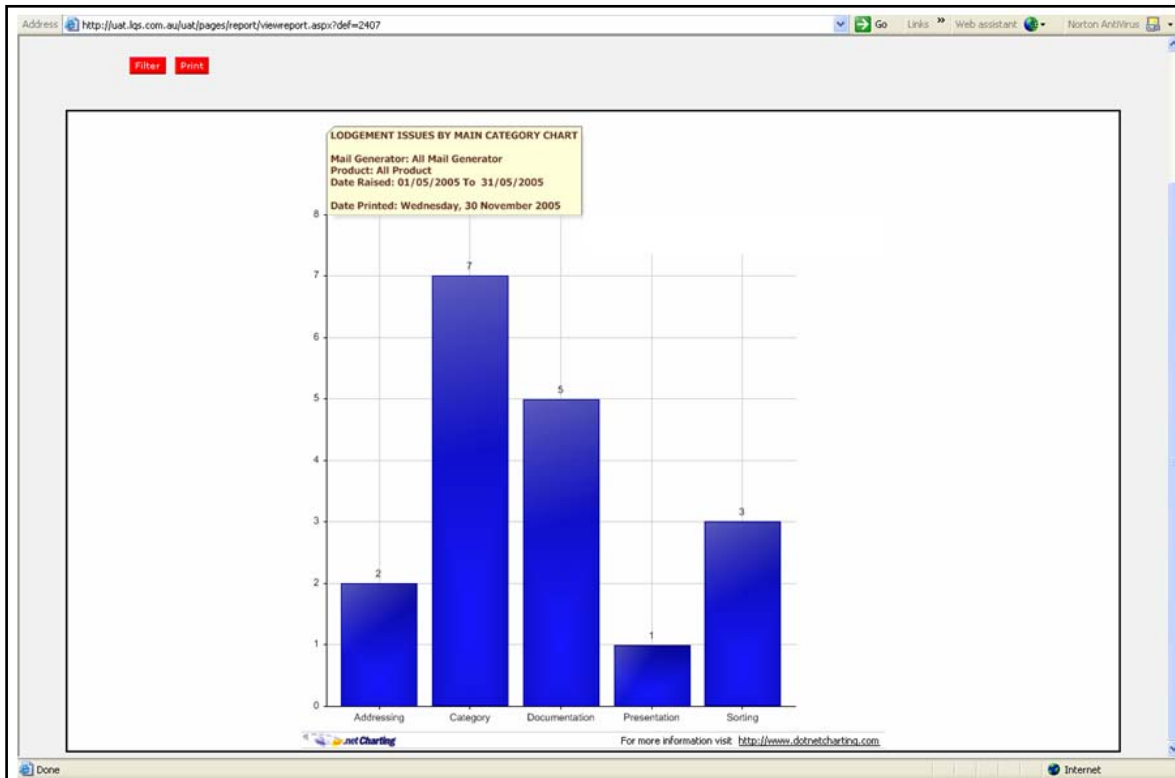 Address http://uat.lqs.com.au/uat/pages/report/viewreport.aspx?def=2407 Go Links » Web assistant Norton AntiVirus
Filter Print
LODGEMENT ISSUES BY MAIN CATEGORY CHART
Mail Generator: All Mail Generator
Product: All Product
Date Raised: 01/05/2005 To 31/05/2005
Date Printed: Wednesday, 30 November 2005
8
7
7
6
5
5
4
3
3
2
2
1
1
0
Addressing Category Documentation Presentation Sorting
.net Charting For more information visit http://www.dotnetcharting.com
Done Internet